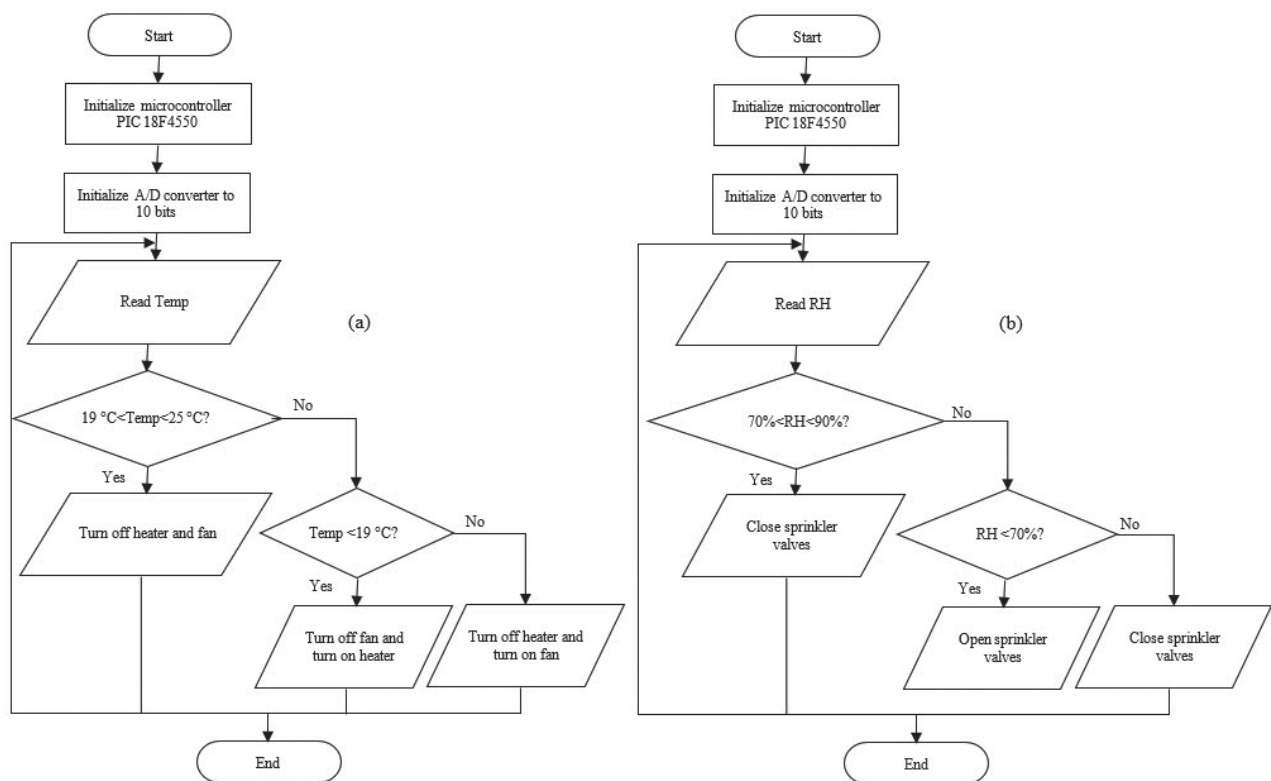 Start
Initialize microcontroller
PIC 18F4550
Initialize A/D converter to
10 bits
Read Temp
(a)
19 °C<Temp<25 °C?
No
Yes
Turn off heater and fan
Temp <19 °C?
No
Yes
Turn off fan and
turn on heater
Turn off heater and
turn on fan
End
Start
Initialize microcontroller
PIC 18F4550
Initialize A/D converter to
10 bits
Read RH
(b)
70%<RH<90%?
No
Yes
Close sprinkler
valves
RH <70%?
No
Yes
Open sprinkler
valves
Close sprinkler
valves
End